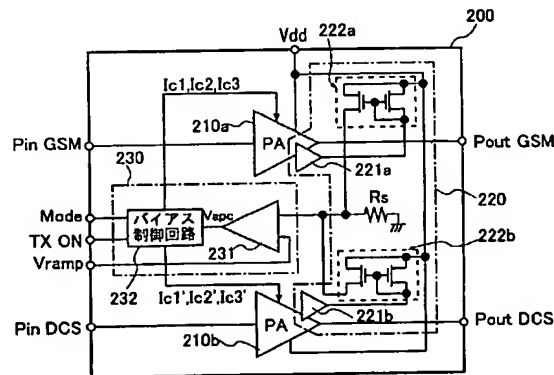 200
Vdd
222a
Ic1,Ic2,Ic3
210a
Pin GSM
PA
Pout GSM
221a
230
220
Mode
バイアス
制御回路
Vapc
Rs
TX ON
222b
Vramp
231
232
Ic1',Ic2',Ic3'
Pin DCS
PA
221b
Pout DCS
210b